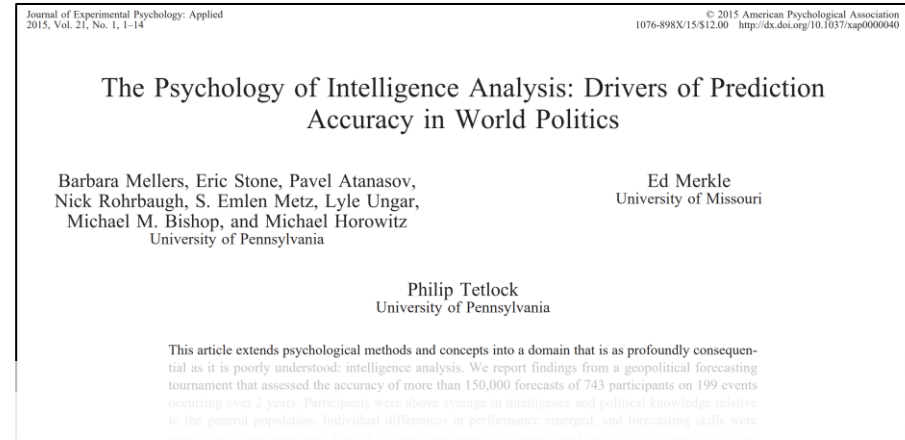 Journal of Experimental Psychology: Applied
2015, Vol. 21, No. 1, 1–14
© 2015 American Psychological Association
1076-898X/15/$12.00 http://dx.doi.org/10.1037/xap0000040
The Psychology of Intelligence Analysis: Drivers of Prediction
Accuracy in World Politics
Barbara Mellers, Eric Stone, Pavel Atanasov,
Nick Rohrbaugh, S. Emlen Metz, Lyle Ungar,
Michael M. Bishop, and Michael Horowitz
University of Pennsylvania
Ed Merkle
University of Missouri
Philip Tetlock
University of Pennsylvania
This article extends psychological methods and concepts into a domain that is as profoundly consequen-
tial as it is poorly understood: intelligence analysis. We report findings from a geopolitical forecasting
tournament that assessed the accuracy of more than 150,000 forecasts of 743 participants on 199 events
occurring over 2 years. Participants were above average in intelligence and political knowledge relative
to the general population. Individual differences in performance emerged, and forecasting skills were